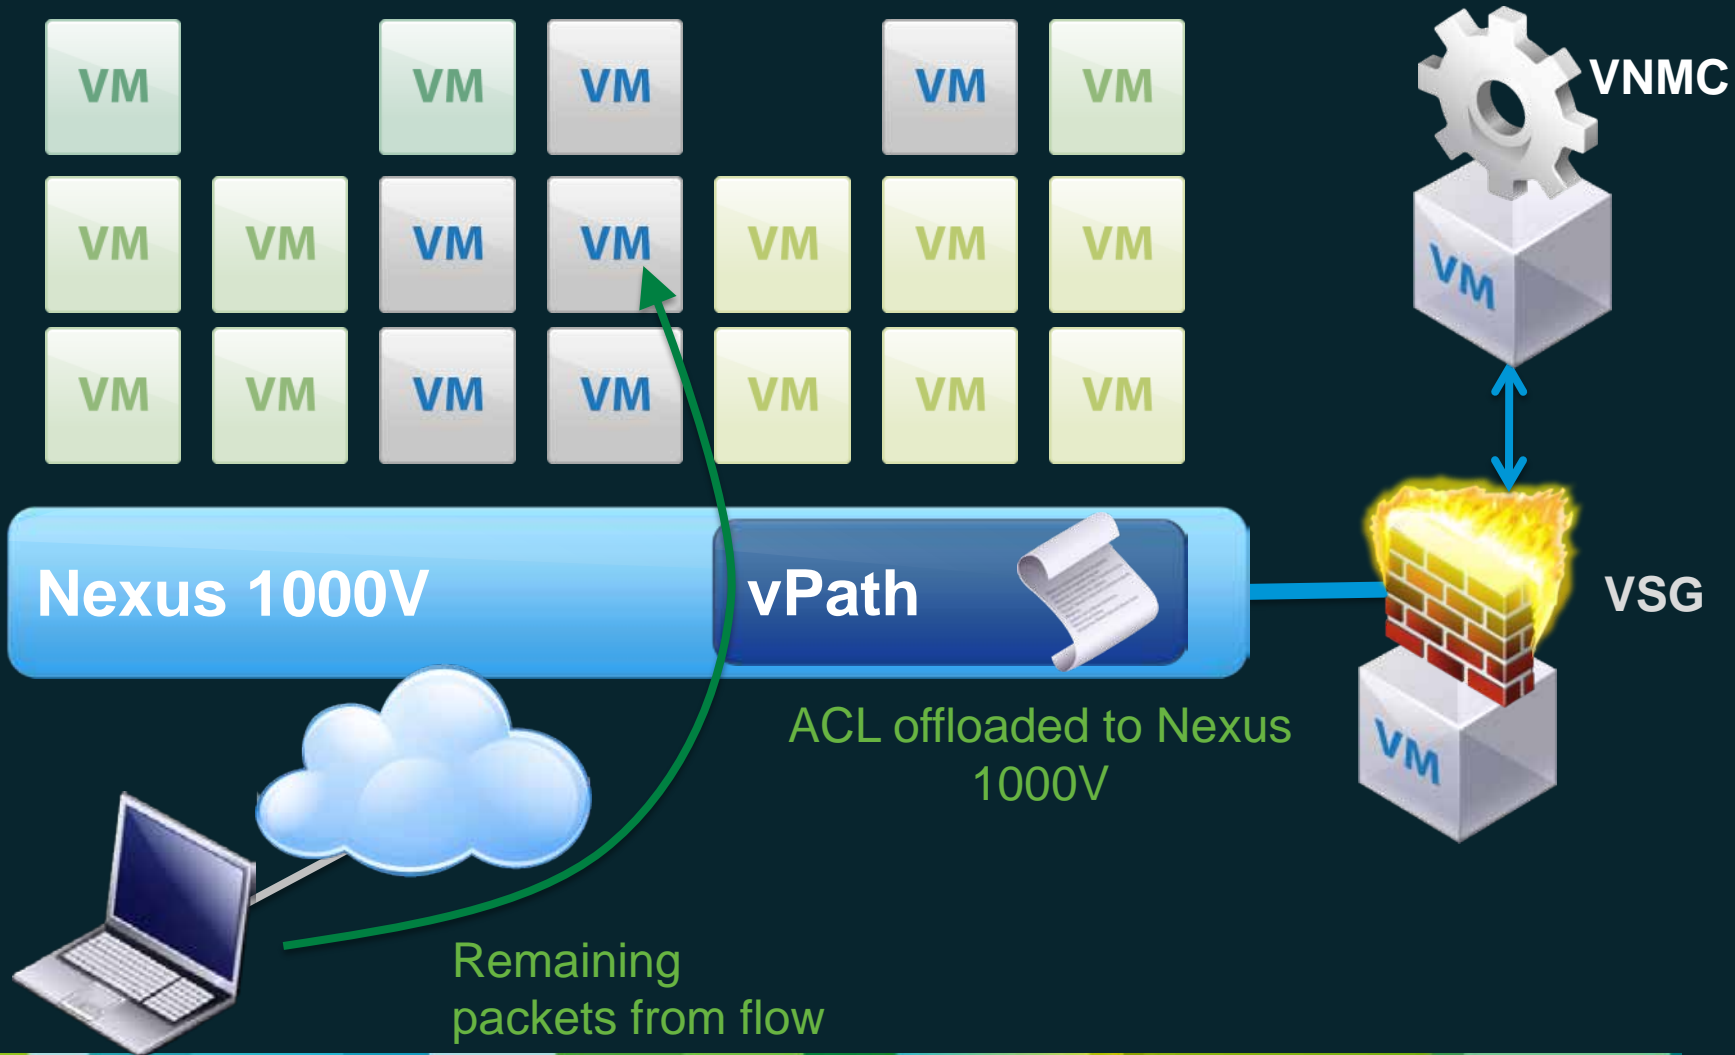 VM VM VM VM VM
VNMC
VM VM VM VM VM VM VM
VM
VM VM VM VM VM VM VM
Nexus 1000V
vPath
VSG
ACL offloaded to Nexus
1000V
VM
Remaining
packets from flow